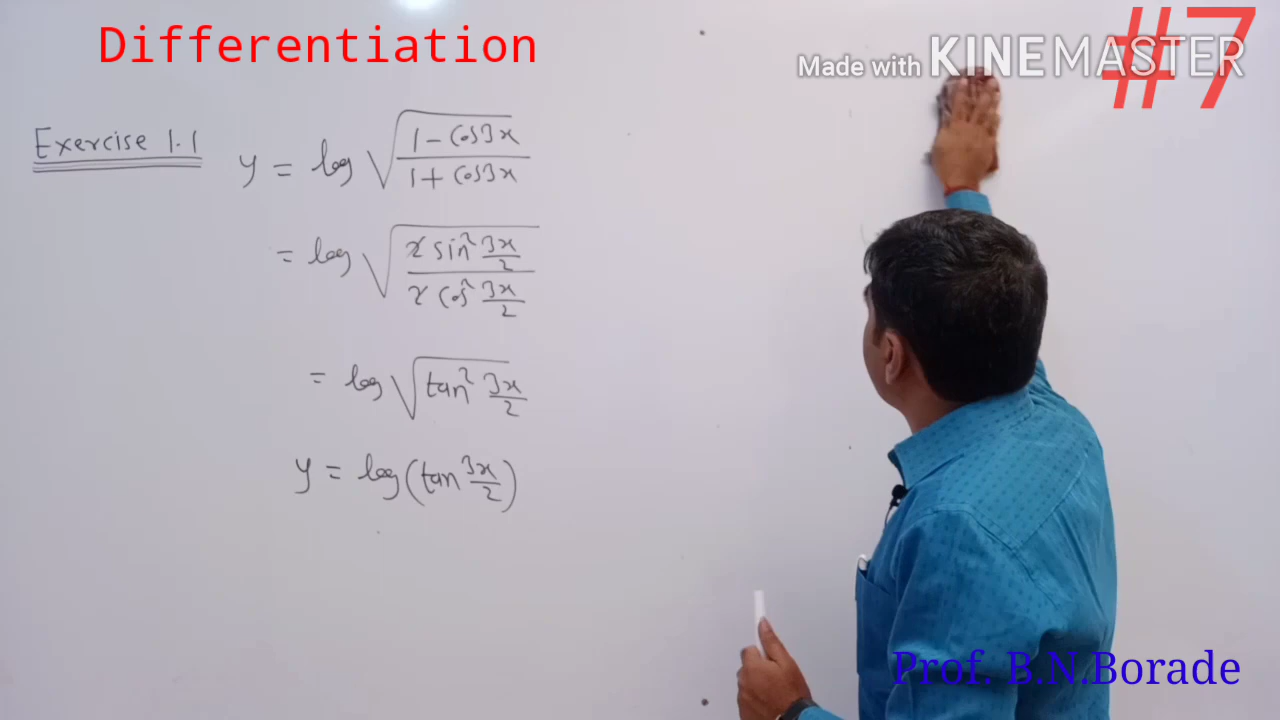 Differentiation
#7
Made with KINEMASTER
Exercise 1.1
y = log √((1 - cos3x)/(1 + cos3x))
= log √((2 sin² 3x/2)/(2 cos² 3x/2))
= log √(tan² 3x/2)
y = log(tan 3x/2)
Prof. B.N.Borade